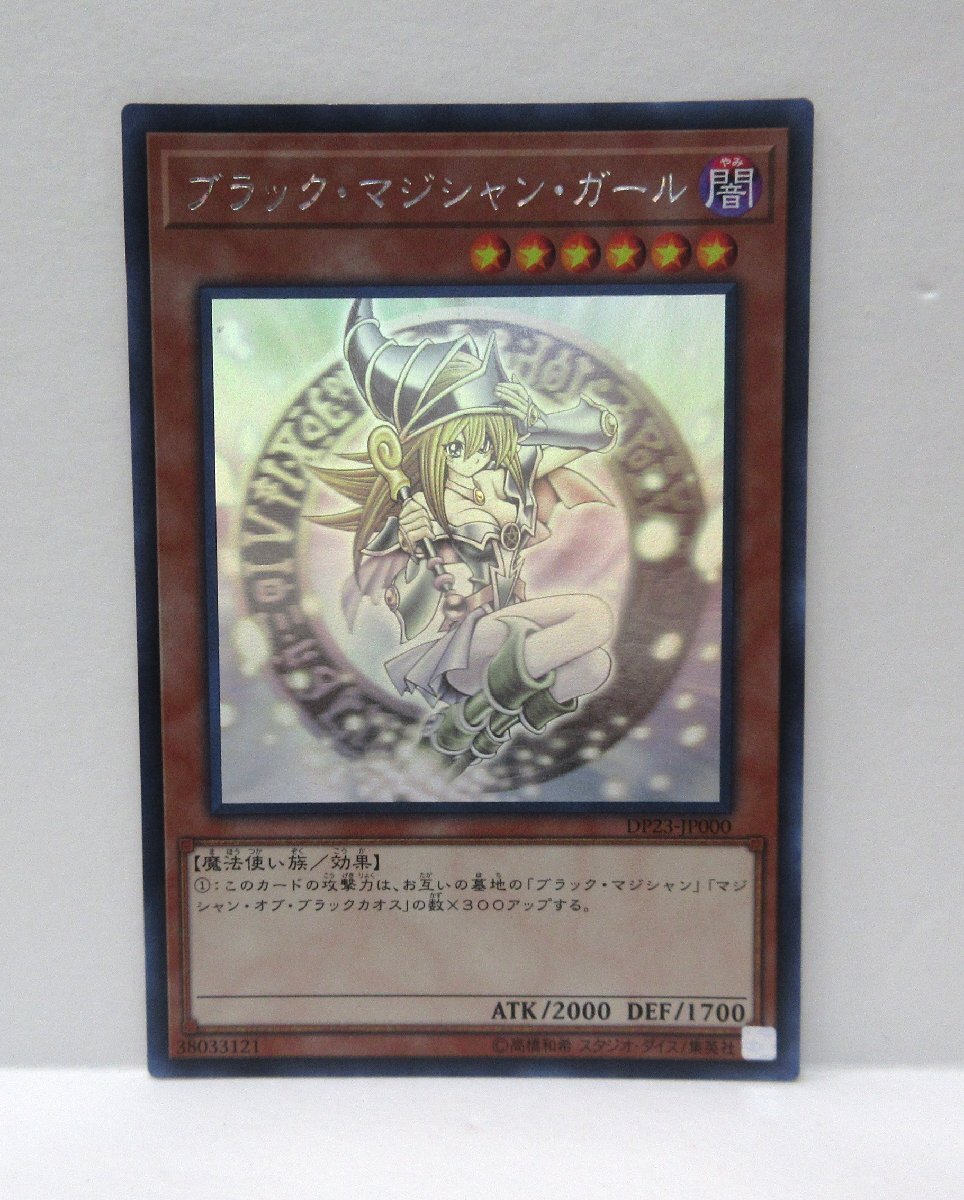 ブラック・マジシャン・ガール
やみ
闇
DP23-JP000
【魔法使い族／効果】
①：このカードの攻撃力は、お互いの墓地の「ブラック・マジシャン」「マジ
シャン・オブ・ブラックカオス」の数×３００アップする。
ATK/2000 DEF/1700
38033121
©高橋和希 スタジオ・ダイス/集英社